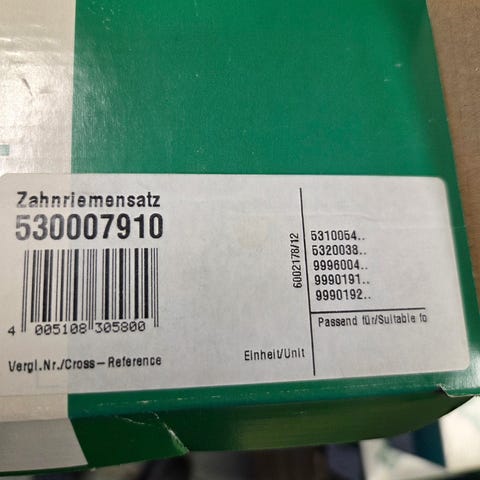 Zahnriemensatz
530007910
4 005108 305800
Vergl.Nr./Cross-Reference
Einheit/Unit
6002178/12
5310054..
5320038..
9996004..
9990191..
9990192..
Passend für/Suitable fo